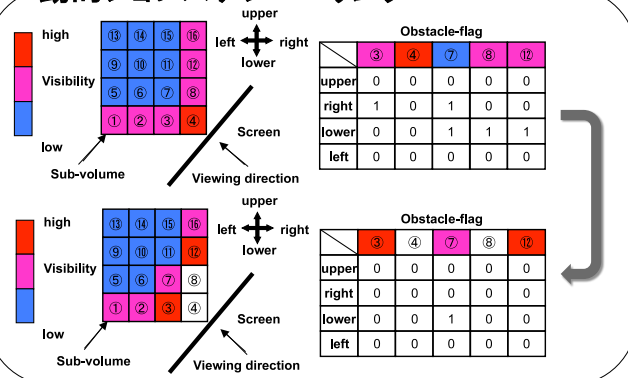 high
Visibility
low
⑬ ⑭ ⑮ ⑯
⑨ ⑩ ⑪ ⑫
⑤ ⑥ ⑦ ⑧
① ② ③ ④
Sub-volume
upper
left right
lower
Screen
Viewing direction
Obstacle-flag
③ ④ ⑦ ⑧ ⑫
upper 0 0 0 0 0
right 1 0 1 0 0
lower 0 0 1 1 1
left 0 0 0 0 0
high
Visibility
low
⑬ ⑭ ⑮ ⑯
⑨ ⑩ ⑪ ⑫
⑤ ⑥ ⑦ ⑧
① ② ③ ④
Sub-volume
upper
left right
lower
Screen
Viewing direction
Obstacle-flag
③ ④ ⑦ ⑧ ⑫
upper 0 0 0 0 0
right 0 0 0 0 0
lower 0 0 1 0 0
left 0 0 0 0 0